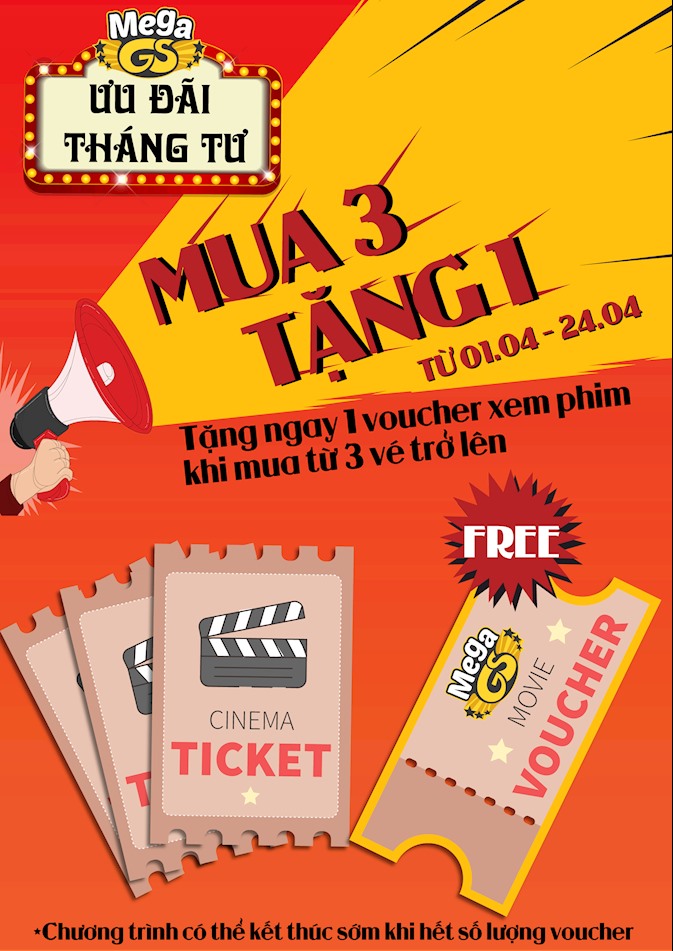 Mega
GS
ƯU ĐÃI
THÁNG TƯ
MUA 3
TẶNG 1
TỪ 01.04 - 24.04
Tặng ngay 1 voucher xem phim
khi mua từ 3 vé trở lên
FREE
CINEMA
TICKET
T
T
Mega
GS
MOVIE
VOUCHER
*Chương trình có thể kết thúc sớm khi hết số lượng voucher